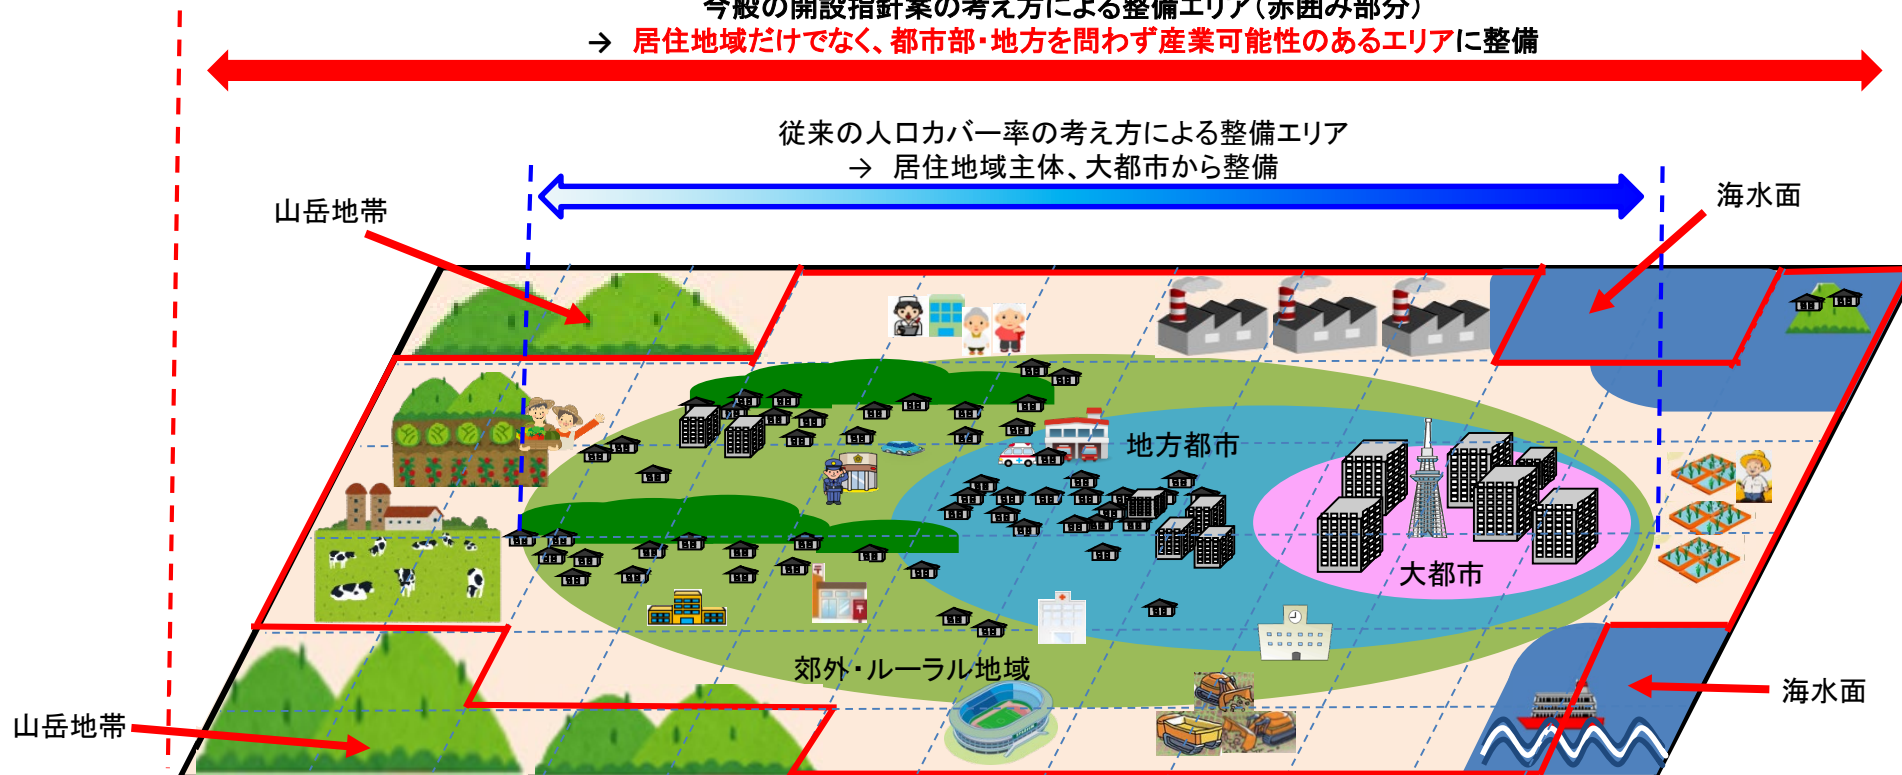 今般の開設指針案の考え方による整備エリア(赤囲み部分)
→ 居住地域だけでなく、都市部・地方を問わず産業可能性のあるエリアに整備
従来の人口カバー率の考え方による整備エリア
→ 居住地域主体、大都市から整備
山岳地帯
海水面
地方都市
大都市
郊外・ルーラル地域
海水面
山岳地帯